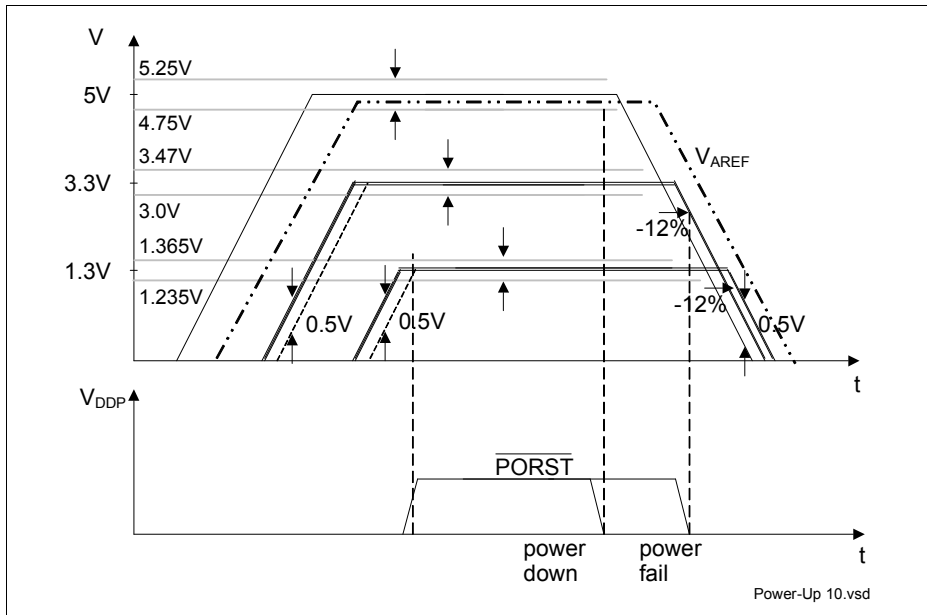 V
5.25V
5V
4.75V
V_AREF
3.47V
3.3V
3.0V
-12%
1.365V
1.3V
1.235V
-12%
0.5V
0.5V
0.5V
t
V_DDP
PORST
power down
power fail
t
Power-Up 10.vsd